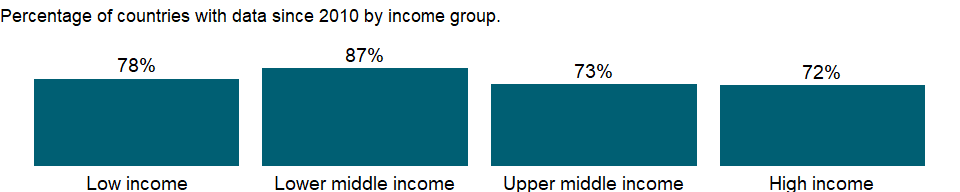 Percentage of countries with data since 2010 by income group.
78%
87%
73%
72%
Low income
Lower middle income
Upper middle income
High income